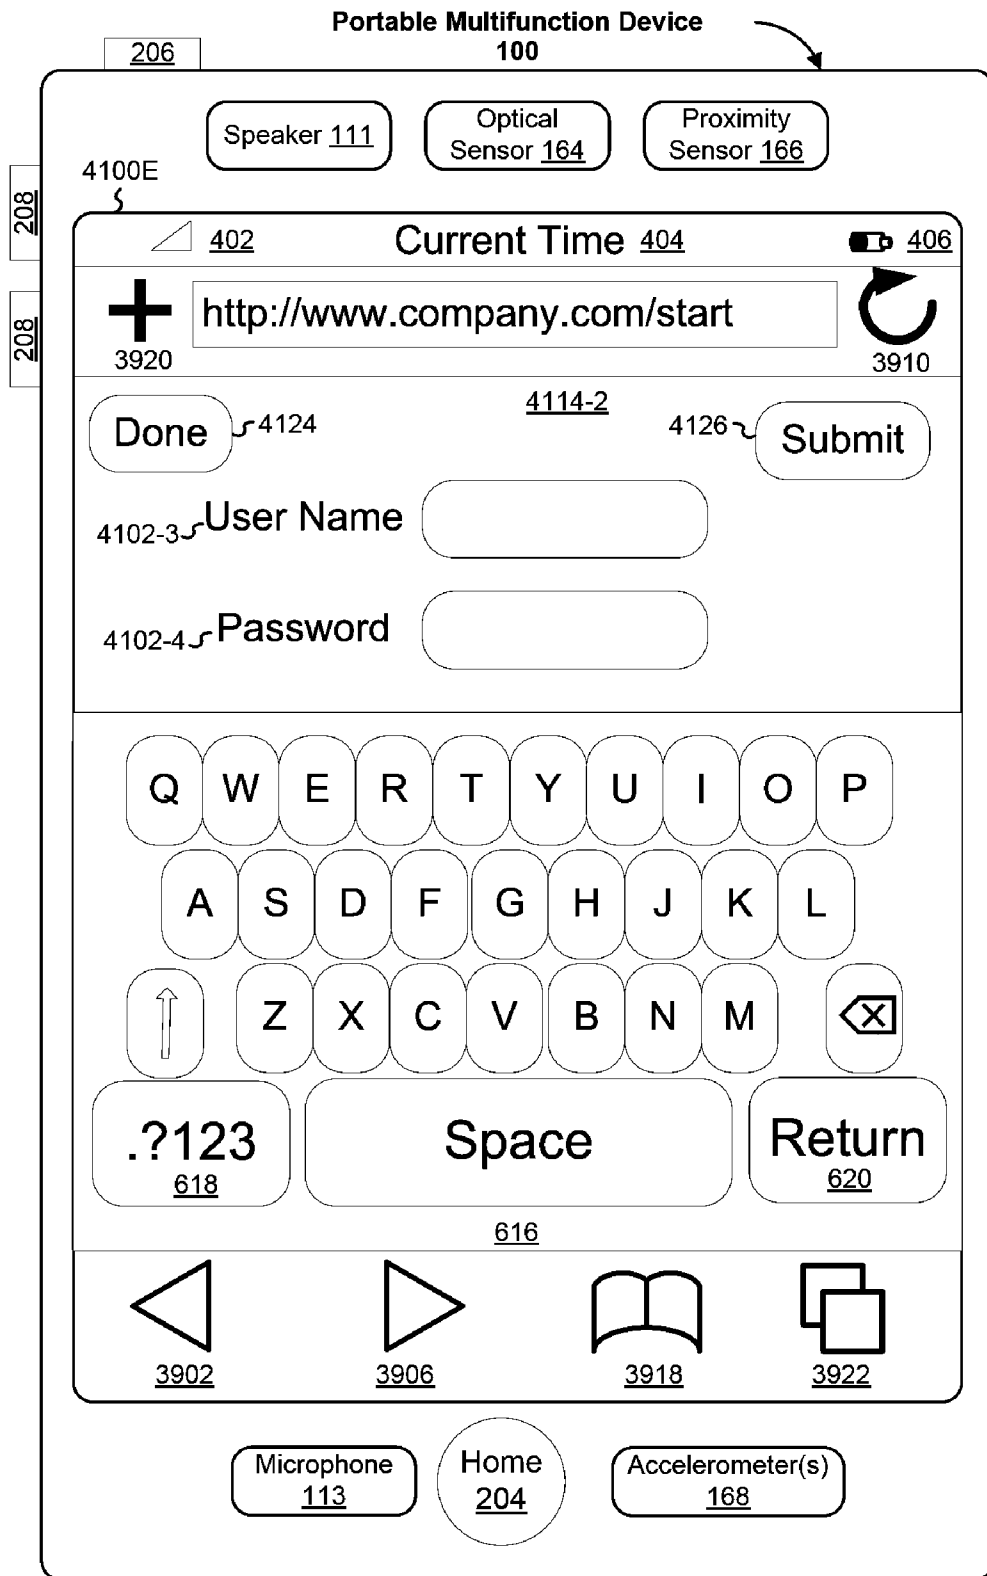 Portable Multifunction Device
100
206
Speaker 111
Optical
Sensor 164
Proximity
Sensor 166
4100E
208
208
402
Current Time 404
406
http://www.company.com/start
3920
3910
4114-2
Done
4124
4126
Submit
4102-3
User Name
4102-4
Password
Q W E R T Y U I O P
A S D F G H J K L
Z X C V B N M
.?123
618
Space
Return
620
616
3902
3906
3918
3922
Microphone
113
Home
204
Accelerometer(s)
168